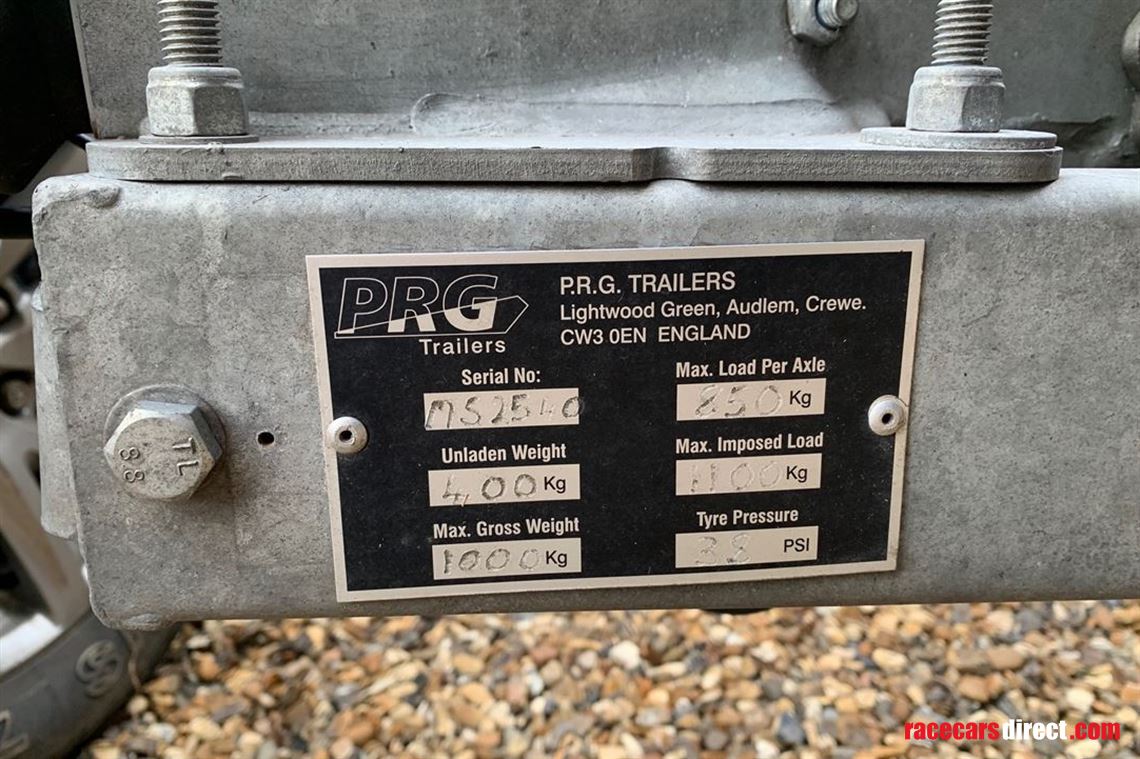 PRG
Trailers
P.R.G. TRAILERS
Lightwood Green, Audlem, Crewe.
CW3 0EN ENGLAND
Serial No:
MS2540
Unladen Weight
400 Kg
Max. Gross Weight
1000 Kg
Max. Load Per Axle
850 Kg
Max. Imposed Load
1100 Kg
Tyre Pressure
38 PSI
TL
88
racecarsdirect.com